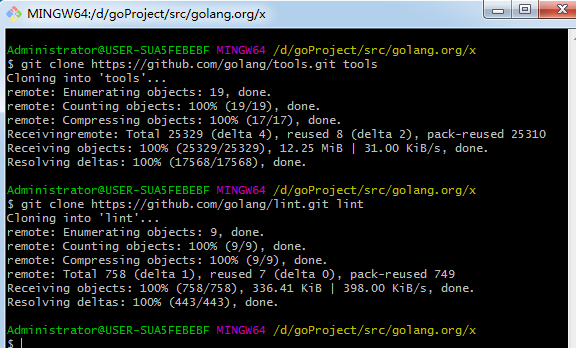 MINGW64:/d/goProject/src/golang.org/x
Administrator@USER-SUA5FEBEBF MINGW64 /d/goProject/src/golang.org/x
$ git clone https://github.com/golang/tools.git tools
Cloning into 'tools'...
remote: Enumerating objects: 19, done.
remote: Counting objects: 100% (19/19), done.
remote: Compressing objects: 100% (17/17), done.
Receivingremote: Total 25329 (delta 4), reused 8 (delta 2), pack-reused 25310
Receiving objects: 100% (25329/25329), 12.25 MiB | 31.00 KiB/s, done.
Resolving deltas: 100% (17568/17568), done.
Administrator@USER-SUA5FEBEBF MINGW64 /d/goProject/src/golang.org/x
$ git clone https://github.com/golang/lint.git lint
Cloning into 'lint'...
remote: Enumerating objects: 9, done.
remote: Counting objects: 100% (9/9), done.
remote: Compressing objects: 100% (9/9), done.
remote: Total 758 (delta 1), reused 7 (delta 0), pack-reused 749
Receiving objects: 100% (758/758), 336.41 KiB | 398.00 KiB/s, done.
Resolving deltas: 100% (443/443), done.
Administrator@USER-SUA5FEBEBF MINGW64 /d/goProject/src/golang.org/x
$